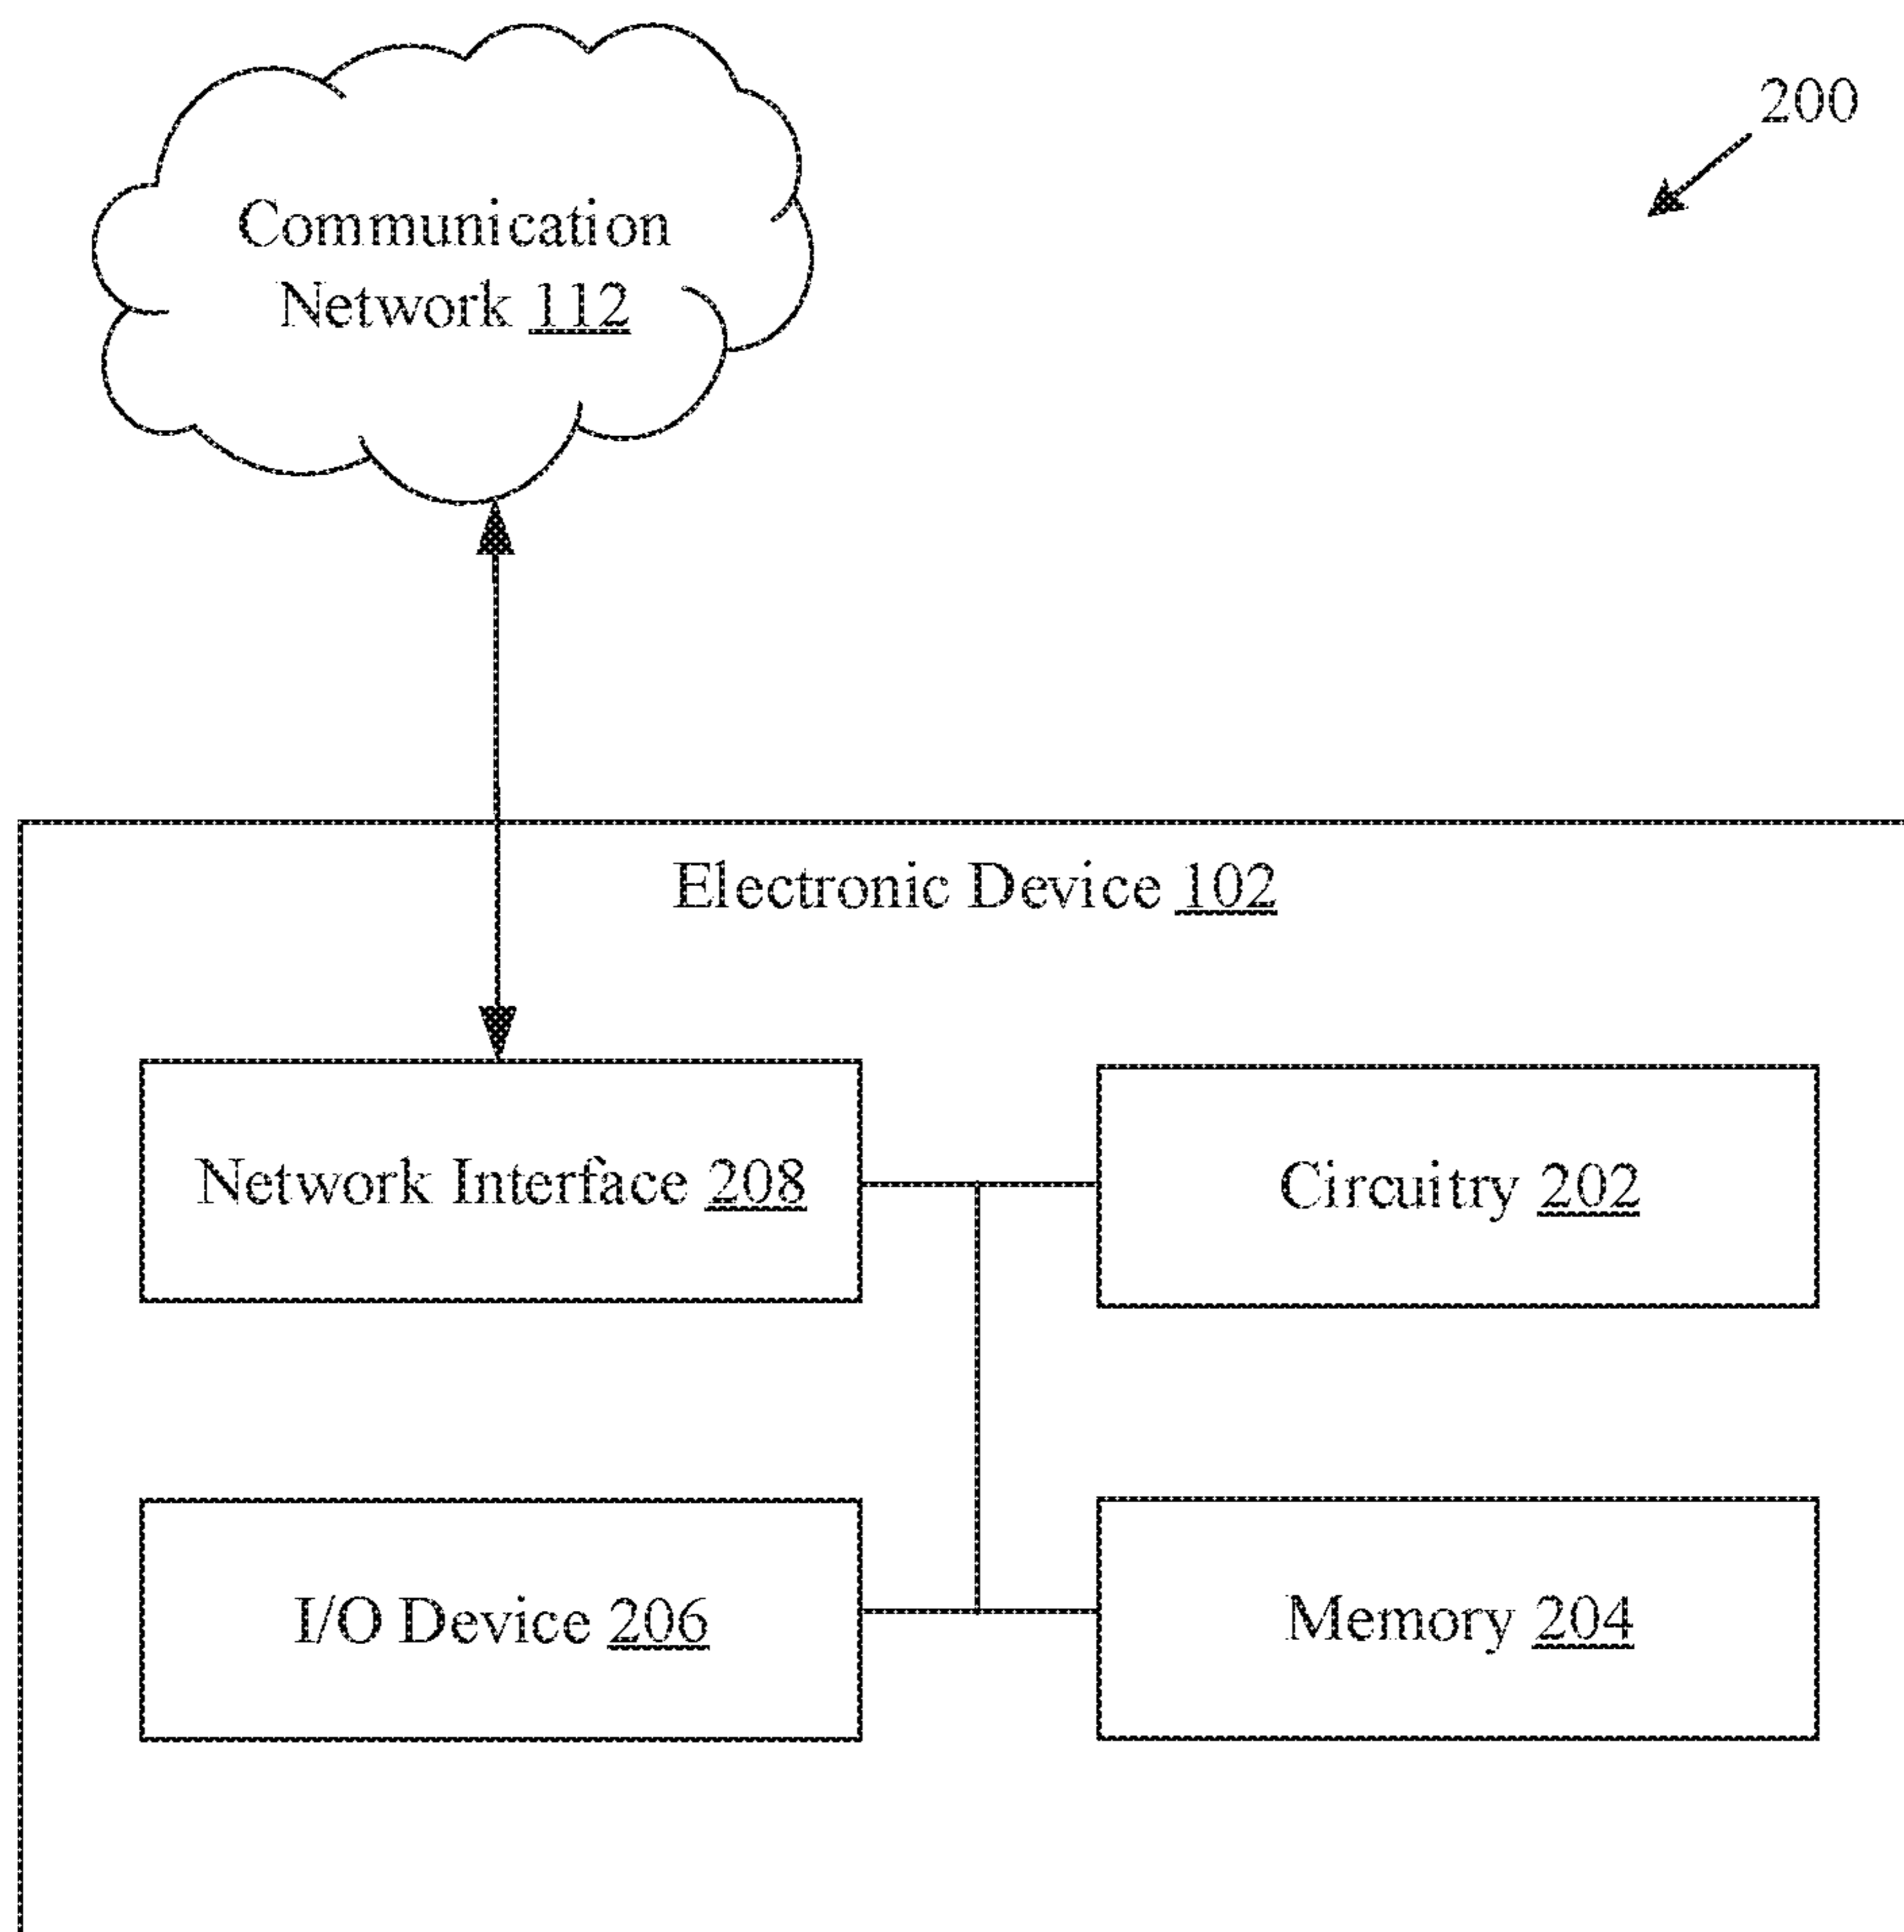 200
Communication
Network 112
Electronic Device 102
Network Interface 208
Circuitry 202
I/O Device 206
Memory 204